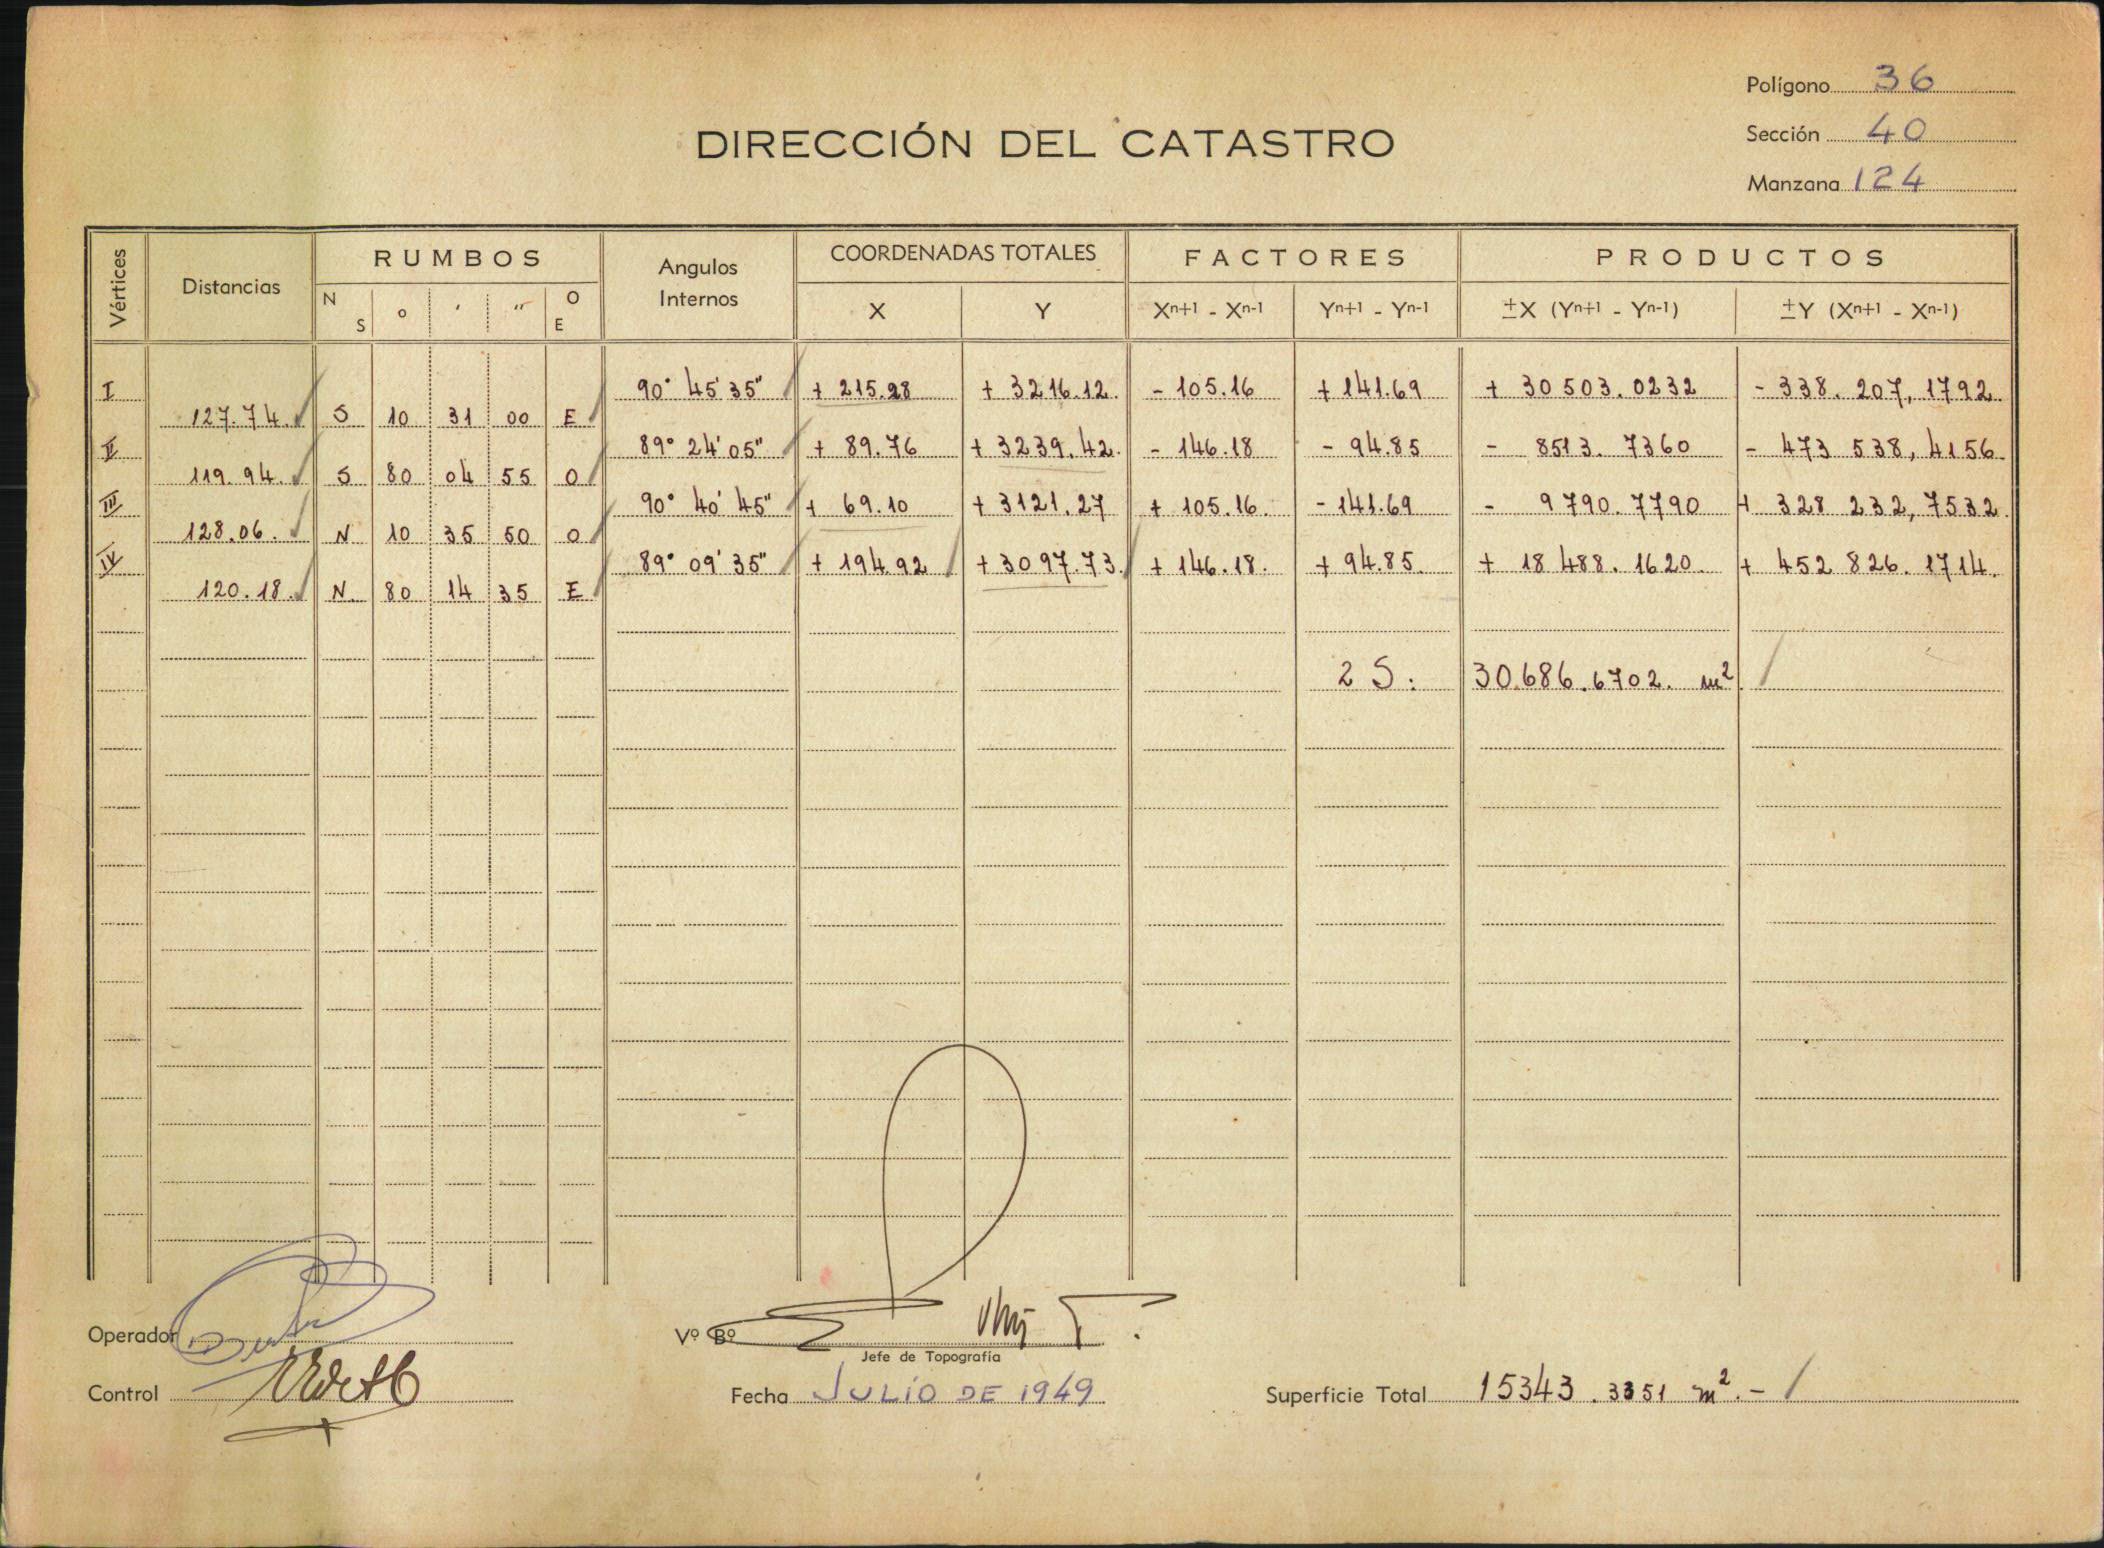 Polígono 36
DIRECCIÓN DEL CATASTRO
Sección 40
Manzana 124
Vértices Distancias RUMBOS Angulos Internos COORDENADAS TOTALES FACTORES PRODUCTOS
N S ° ' " O E X Y Xn+1 - Xn-1 Yn+1 - Yn-1 ±X (Yn+1 - Yn-1) ±Y (Xn+1 - Xn-1)
I 90° 45' 35" + 215.28 + 3216.12. - 105.16 + 141.69 + 30 503. 0232 - 338. 207, 1792.
127.74. S 10 31 00 E
II 89° 24' 05" + 89.76 + 3239.42. - 146.18 - 94.85 - 8513. 7360 - 473 538, 4156.
119.94. S 80 04 55 O
III 90° 40' 45" + 69.10 + 3121.27 + 105.16. - 141.69 - 9790. 7790 + 328 232, 7532.
128.06. N 10 35 50 O
IV 89° 09' 35" + 194.92 + 3097.73. + 146.18. + 94.85. + 18 488. 1620. + 452 826. 1714.
120.18. N. 80 14 35 E
2 S: 30.686.6702. m².
Operador
Vº Bº
Jefe de Topografía
Control
Fecha JULIO DE 1949
Superficie Total 15343.3351 m².-